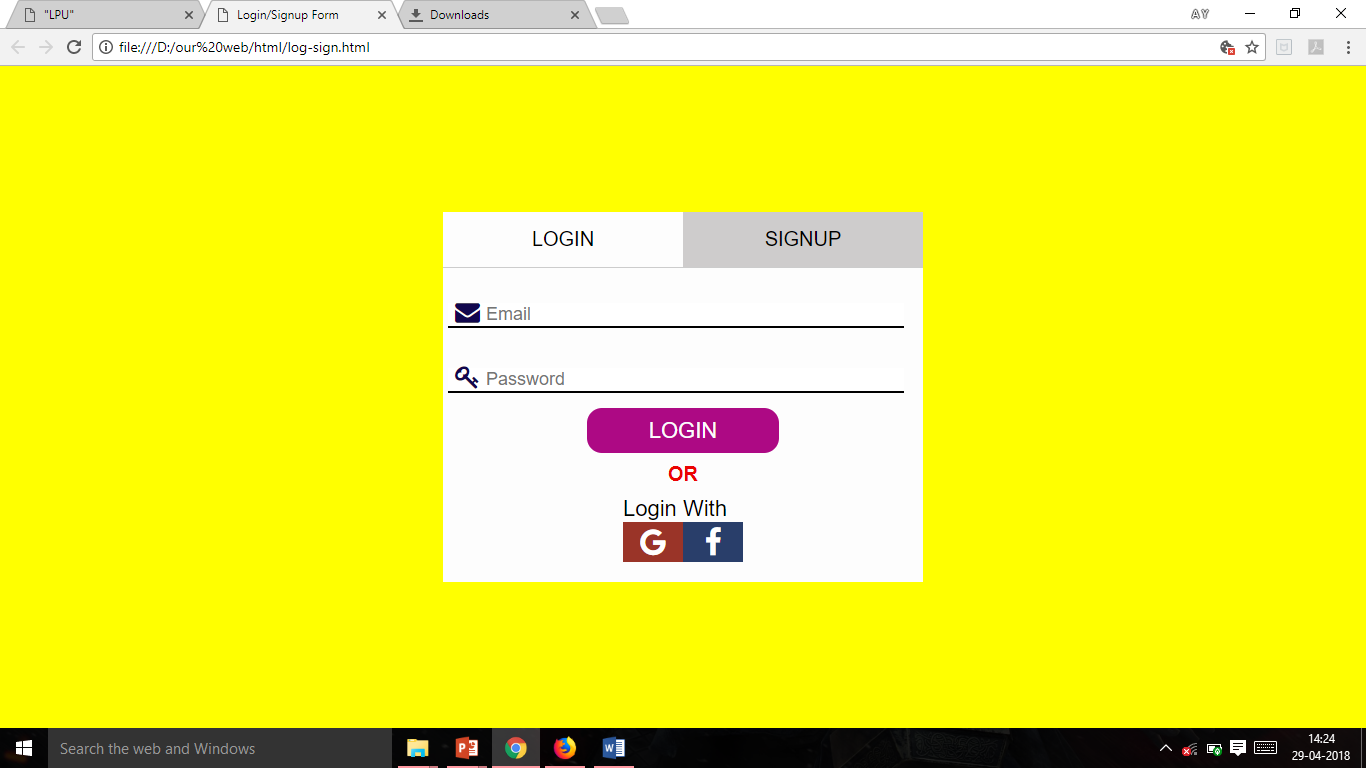 "LPU" Login/Signup Form Downloads AY
file:///D:/our%20web/html/log-sign.html
LOGIN SIGNUP
Email
Password
LOGIN
OR
Login With
G f
Search the web and Windows
14:24
29-04-2018